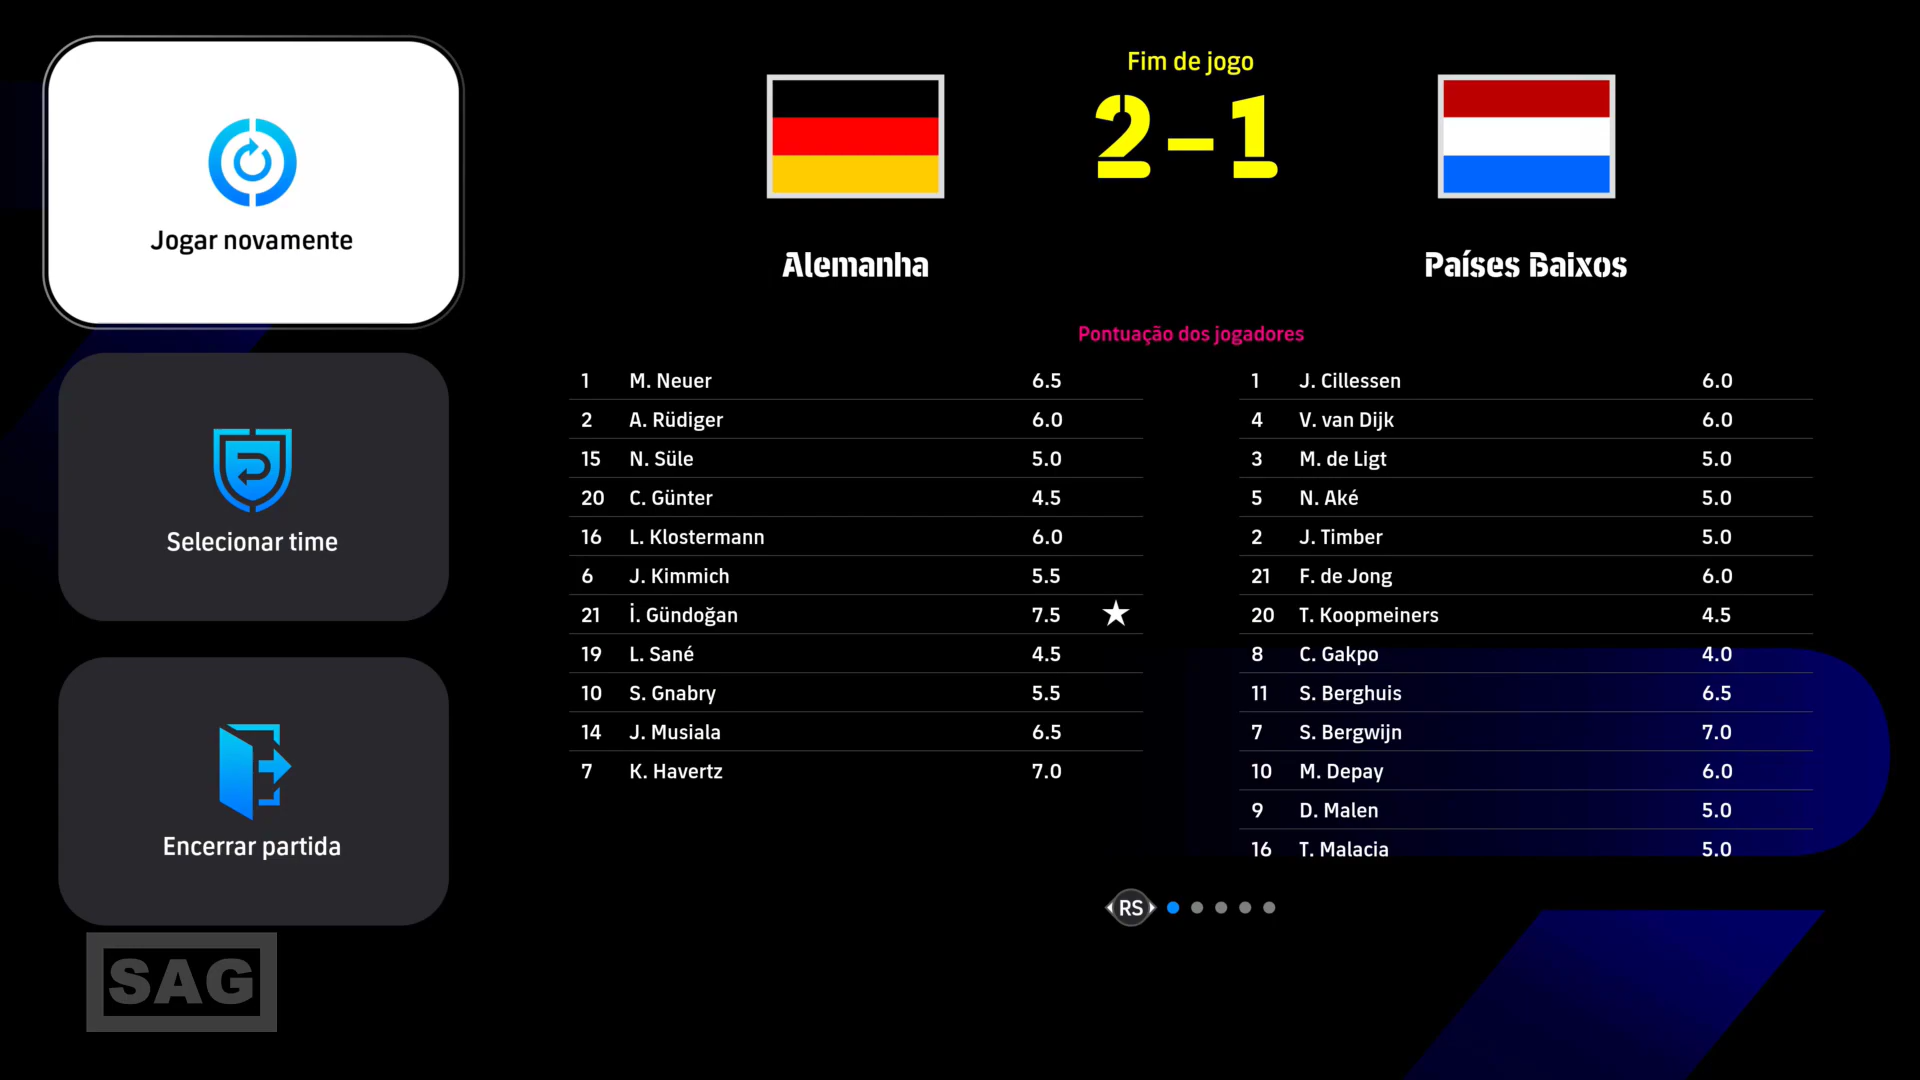 Jogar novamente
Selecionar time
Encerrar partida
SAG
Fim de jogo
2-1
Alemanha
Países Baixos
Pontuação dos jogadores
1 M. Neuer 6.5
2 A. Rüdiger 6.0
15 N. Süle 5.0
20 C. Günter 4.5
16 L. Klostermann 6.0
6 J. Kimmich 5.5
21 İ. Gündoğan 7.5 ★
19 L. Sané 4.5
10 S. Gnabry 5.5
14 J. Musiala 6.5
7 K. Havertz 7.0
1 J. Cillessen 6.0
4 V. van Dijk 6.0
3 M. de Ligt 5.0
5 N. Aké 5.0
2 J. Timber 5.0
21 F. de Jong 6.0
20 T. Koopmeiners 4.5
8 C. Gakpo 4.0
11 S. Berghuis 6.5
7 S. Bergwijn 7.0
10 M. Depay 6.0
9 D. Malen 5.0
16 T. Malacia 5.0
RS